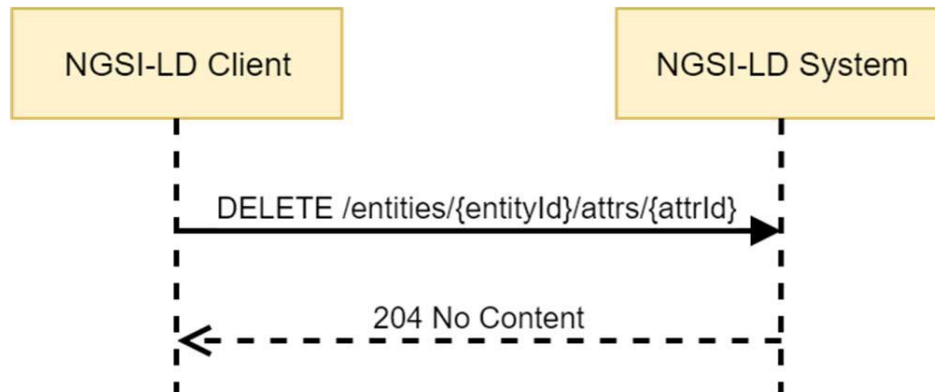 NGSI-LD Client
NGSI-LD System
DELETE /entities/{entityId}/attrs/{attrId}
204 No Content